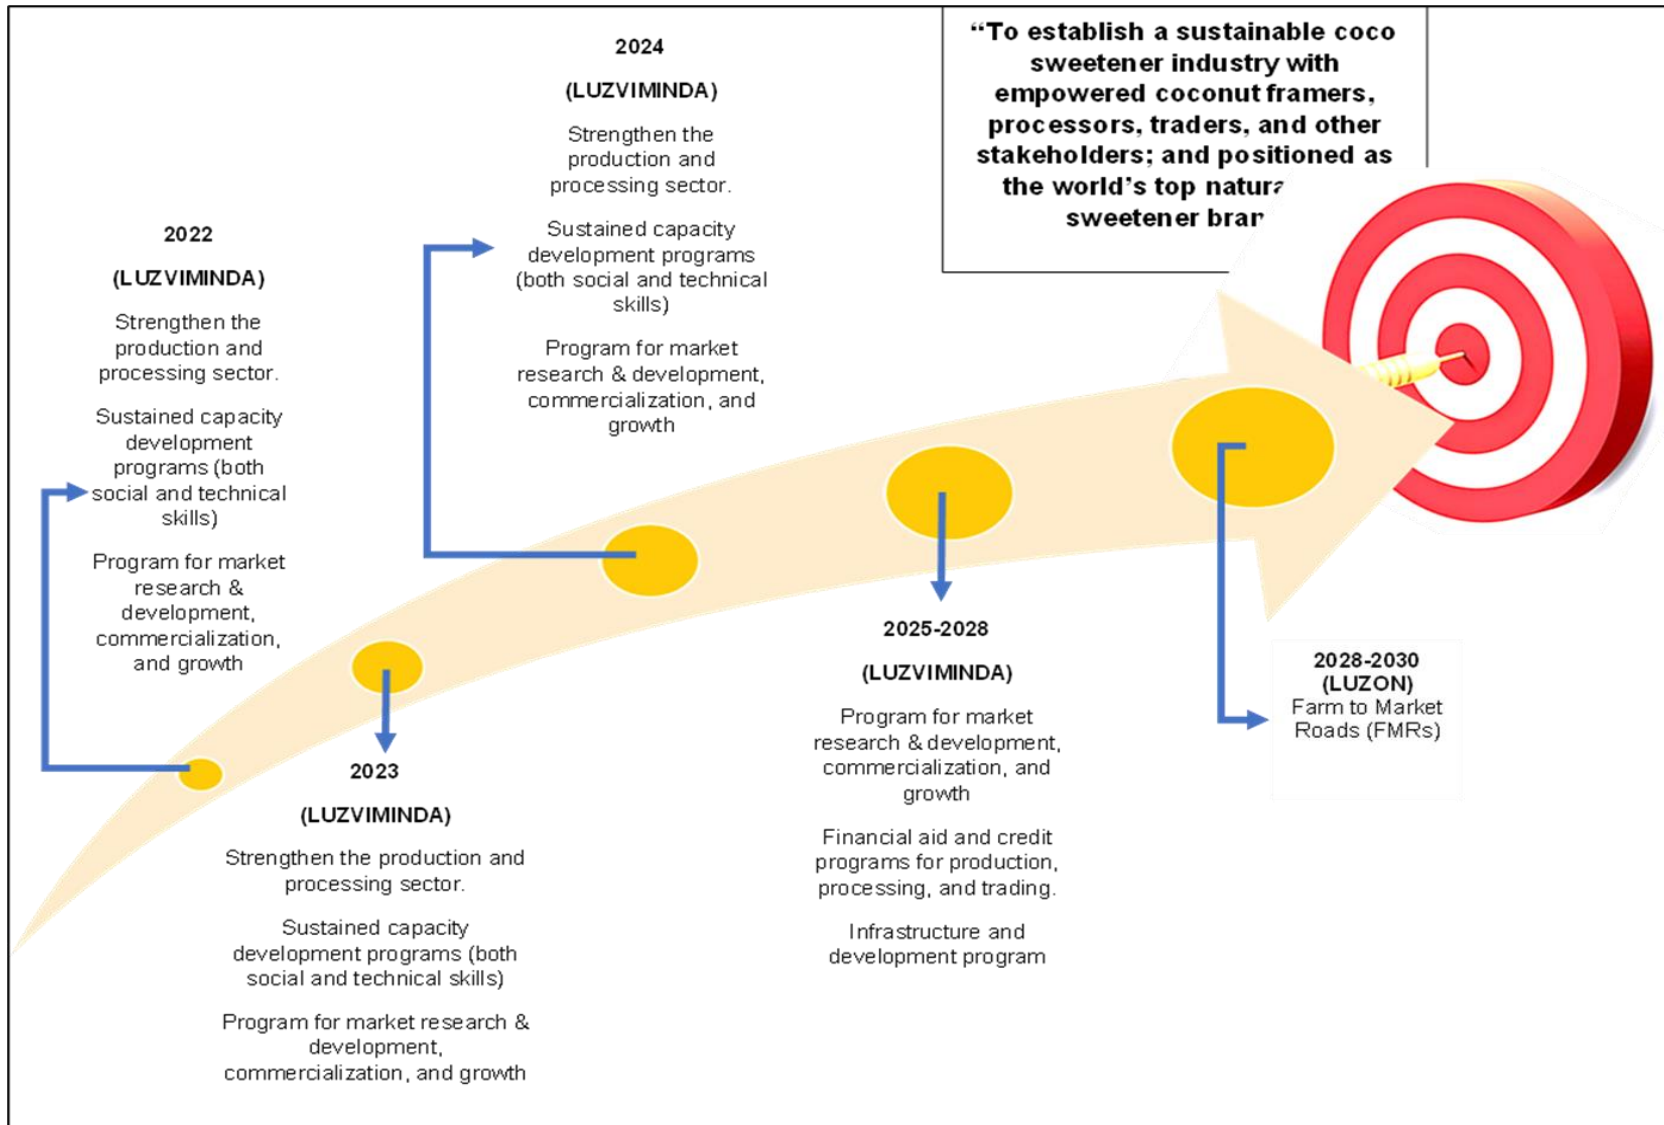 2022
(LUZVIMINDA)
Strengthen the
production and
processing sector.
Sustained capacity
development
programs (both
social and technical
skills)
Program for market
research &
development,
commercialization,
and growth
2023
(LUZVIMINDA)
Strengthen the production and
processing sector.
Sustained capacity
development programs (both
social and technical skills)
Program for market research &
development,
commercialization, and growth
2024
(LUZVIMINDA)
Strengthen the
production and
processing sector.
Sustained capacity
development programs
(both social and technical
skills)
Program for market
research & development,
commercialization, and
growth
2025-2028
(LUZVIMINDA)
Program for market
research & development,
commercialization, and
growth
Financial aid and credit
programs for production,
processing, and trading.
Infrastructure and
development program
2028-2030
(LUZON)
Farm to Market
Roads (FMRs)
“To establish a sustainable coco
sweetener industry with
empowered coconut framers,
processors, traders, and other
stakeholders; and positioned as
the world’s top
sweetener